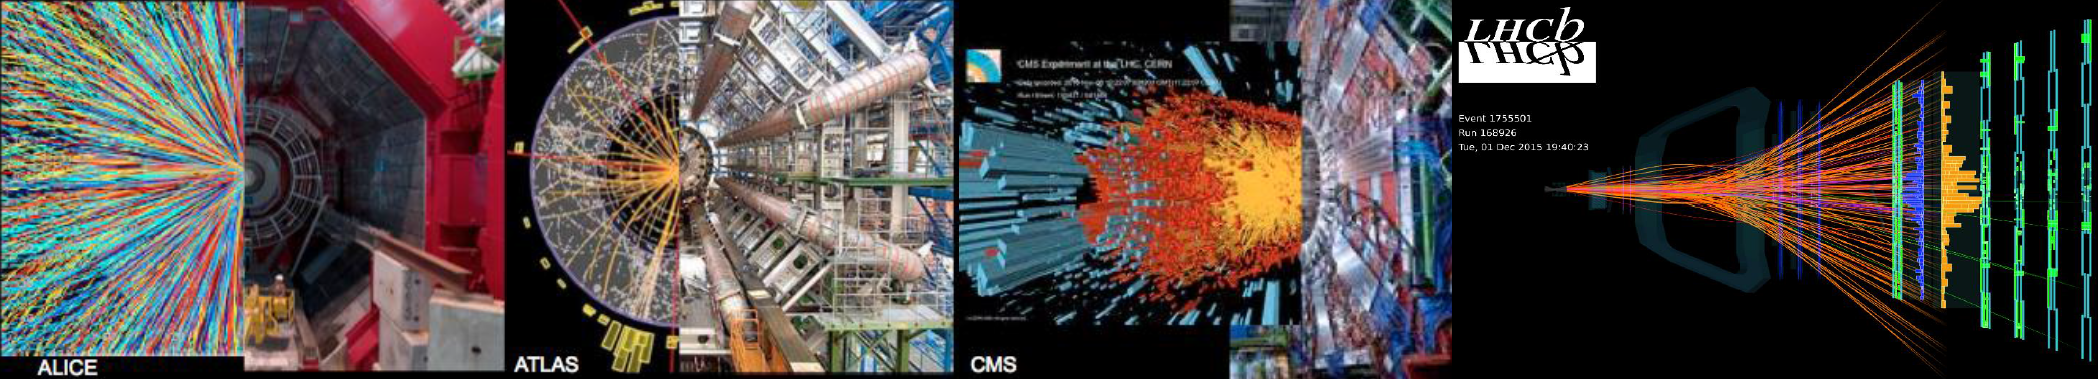 ALICE
ATLAS
CMS Experiment at the LHC, CERN
CMS
LHCb
Event 1755501
Run 168926
Tue, 01 Dec 2015 19:40:23